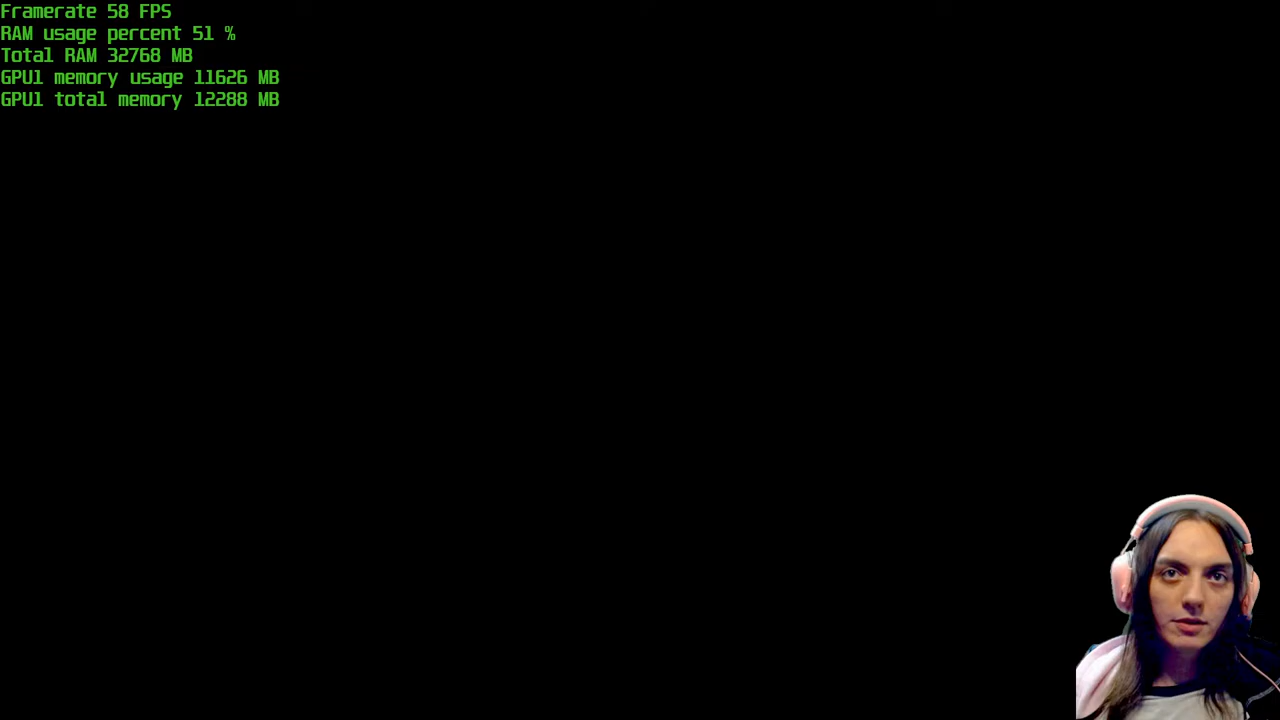 Framerate 58 FPS
RAM usage percent 51 %
Total RAM 32768 MB
GPU1 memory usage 11626 MB
GPU1 total memory 12288 MB